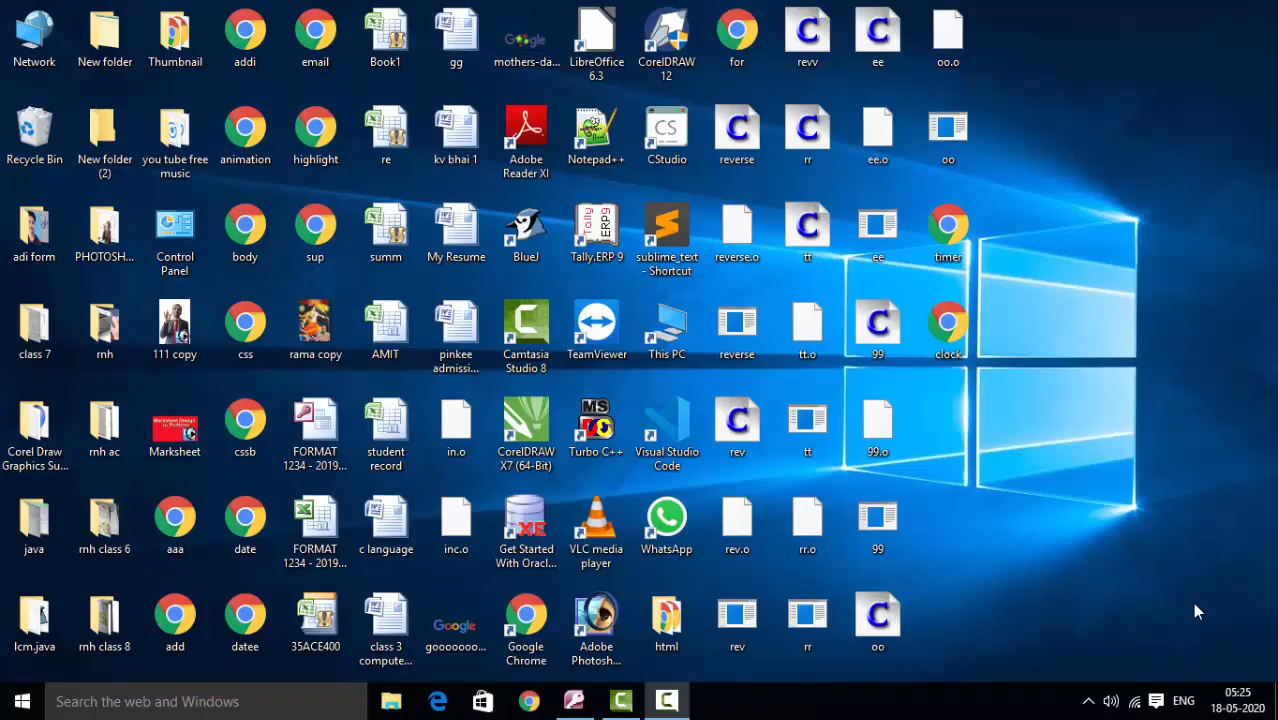 Network
New folder
Thumbnail
addi
email
Book1
gg
mothers-da...
LibreOffice
6.3
CorelDRAW
12
for
revv
ee
oo.o
Recycle Bin
New folder
(2)
you tube free
music
animation
highlight
re
kv bhai 1
Adobe
Reader XI
Notepad++
CStudio
reverse
rr
ee.o
oo
adi form
PHOTOSH...
Control
Panel
body
sup
summ
My Resume
BlueJ
Tally.ERP 9
sublime_text
- Shortcut
reverse.o
tt
ee
timer
class 7
rnh
111 copy
css
rama copy
AMIT
pinkee
admissi...
Camtasia
Studio 8
TeamViewer
This PC
reverse
tt.o
99
clock
Corel Draw
Graphics Su...
rnh ac
Marksheet
cssb
FORMAT
1234 - 2019...
student
record
in.o
CorelDRAW
X7 (64-Bit)
Turbo C++
Visual Studio
Code
rev
tt
99.o
java
rnh class 6
aaa
date
FORMAT
1234 - 2019...
c language
inc.o
Get Started
With Oracl...
VLC media
player
WhatsApp
rev.o
rr.o
99
lcm.java
rnh class 8
add
datee
35ACE400
class 3
compute...
gooooooo...
Google
Chrome
Adobe
Photosh...
html
rev
rr
oo
Search the web and Windows
ENG
05:25
18-05-2020